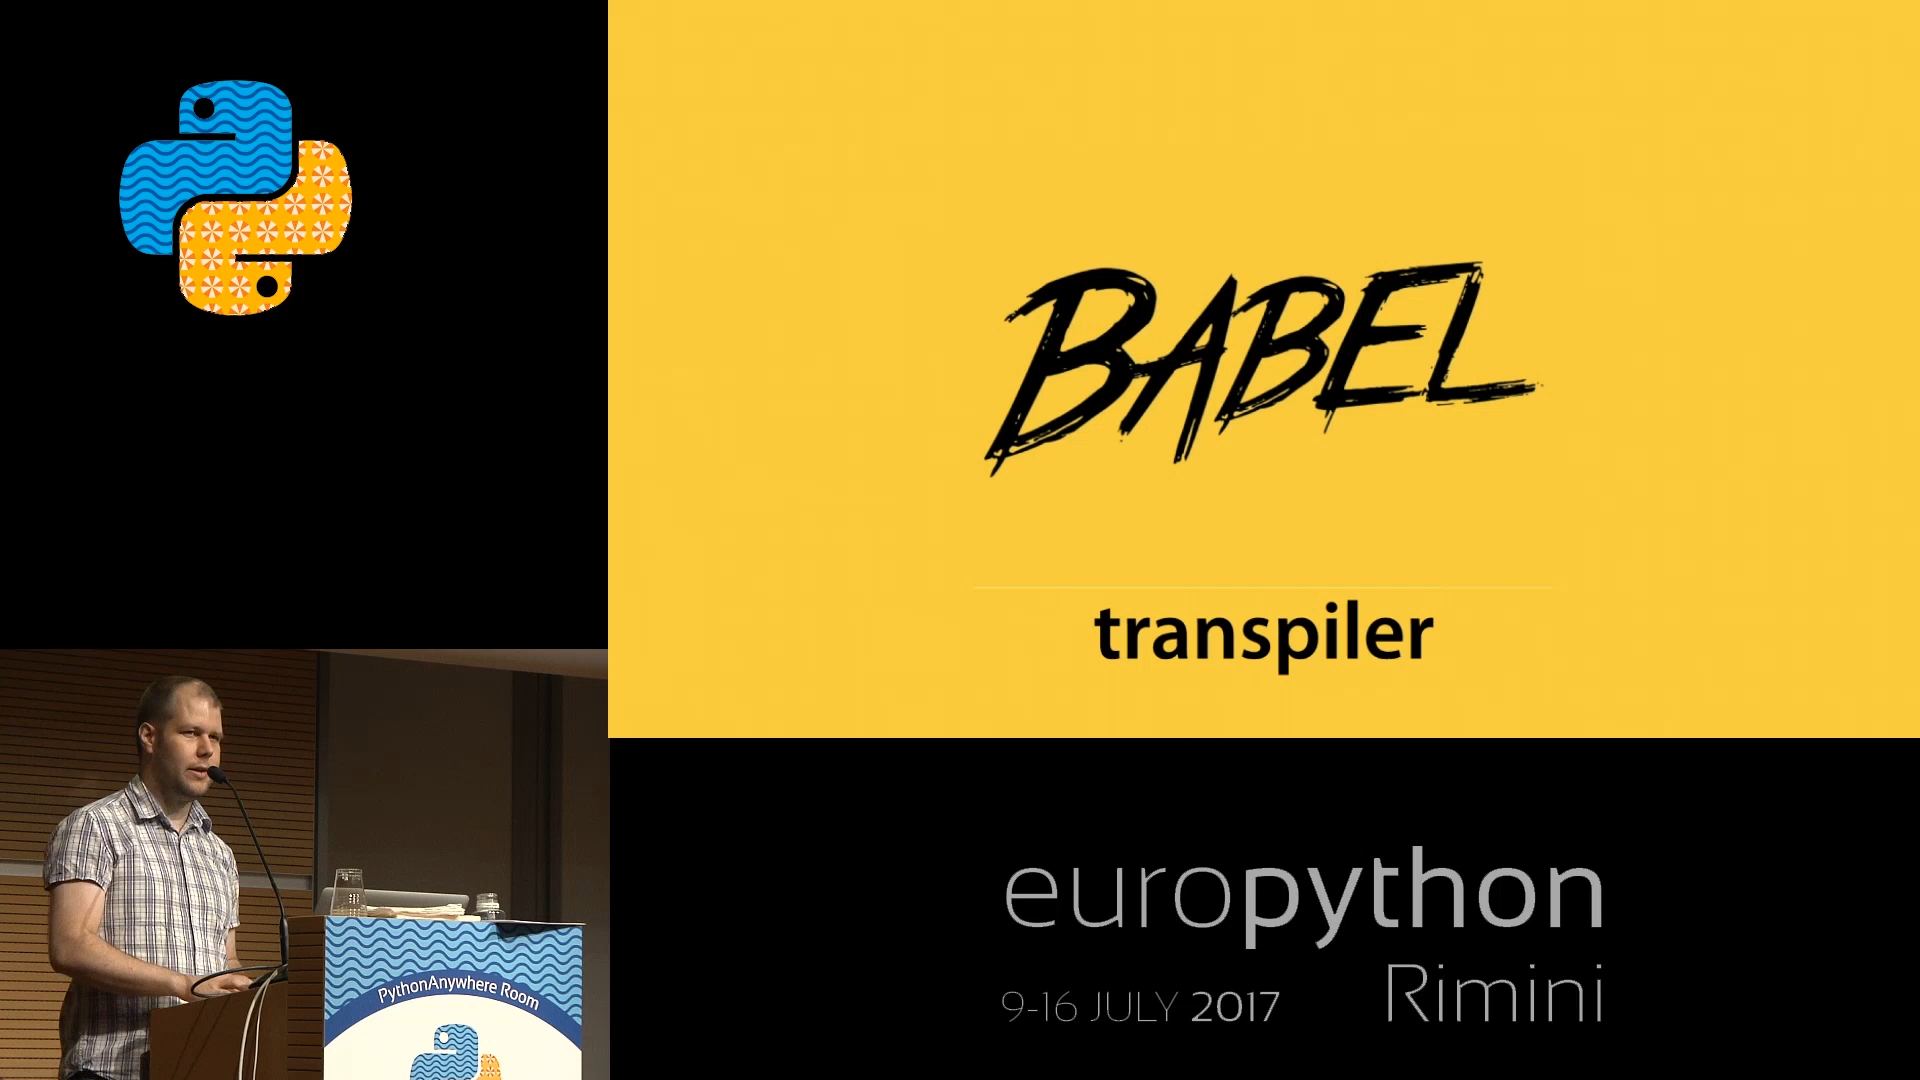 BABEL
transpiler
PythonAnywhere Room
europython
9-16 JULY 2017
Rimini